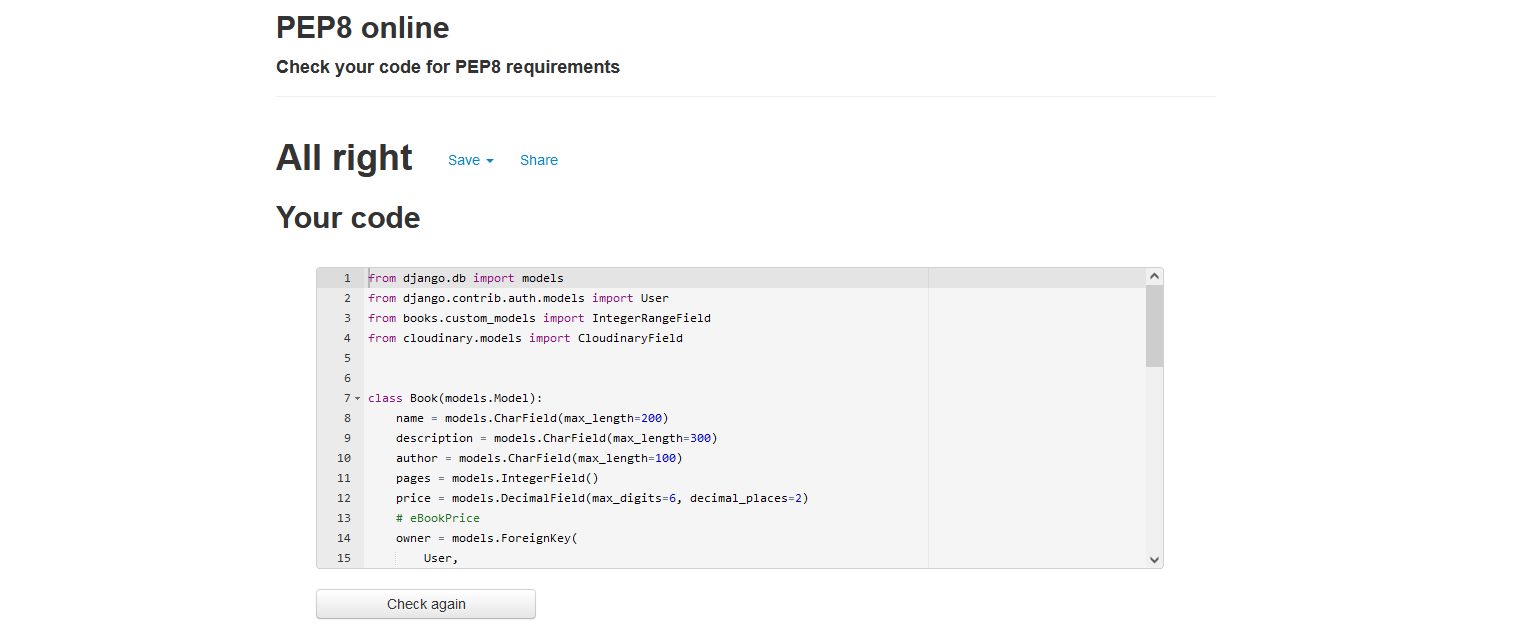 PEP8 online
Check your code for PEP8 requirements
All right Save Share
Your code
1 from django.db import models
2 from django.contrib.auth.models import User
3 from books.custom_models import IntegerRangeField
4 from cloudinary.models import CloudinaryField
5
6
7 class Book(models.Model):
8 name = models.CharField(max_length=200)
9 description = models.CharField(max_length=300)
10 author = models.CharField(max_length=100)
11 pages = models.IntegerField()
12 price = models.DecimalField(max_digits=6, decimal_places=2)
13 # eBookPrice
14 owner = models.ForeignKey(
15 User,
Check again